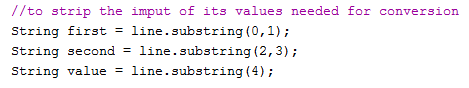 //to strip the imput of its values needed for conversion
String first = line.substring(0,1);
String second = line.substring(2,3);
String value = line.substring(4);